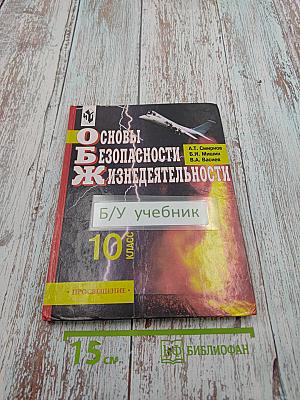 Основы
Безопасности
Жизнедеятельности
А.Т. Смирнов
Б.И. Мишин
В.А. Васнев
Б/У учебник
10 КЛАСС
• ПРОСВЕЩЕНИЕ •
15 см
БИБЛИОФАН